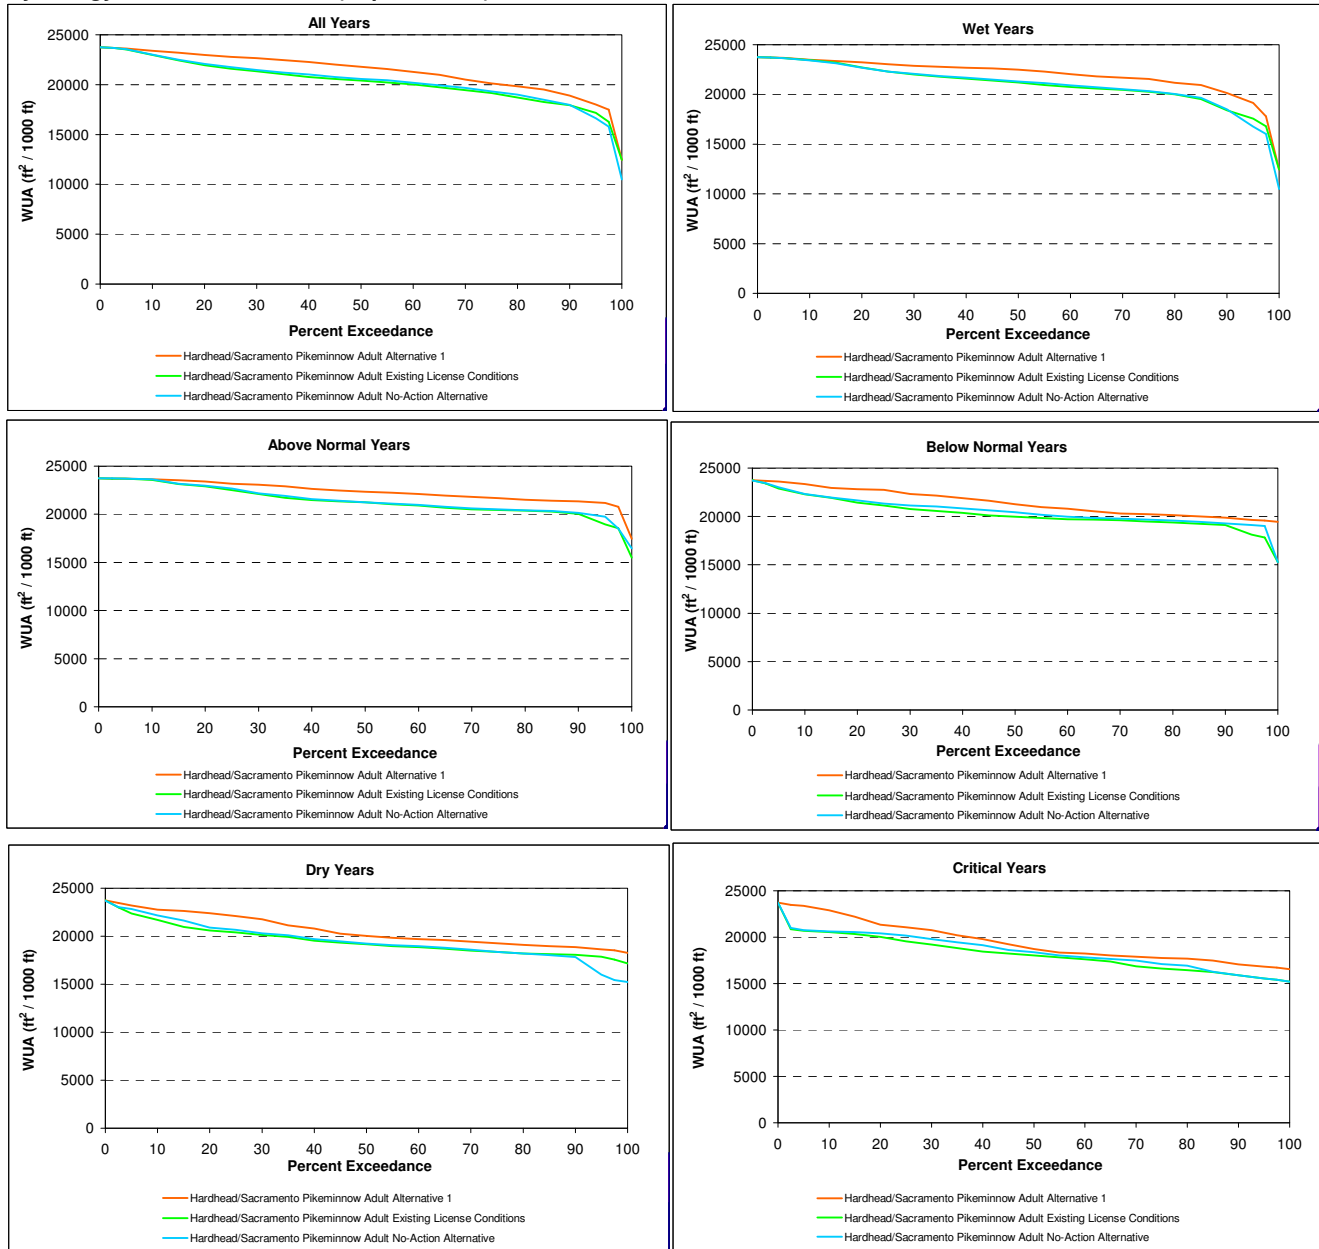 All Years
25000
20000
15000
10000
5000
0
WUA (ft² / 1000 ft)
0 10 20 30 40 50 60 70 80 90 100
Percent Exceedance
Hardhead/Sacramento Pikeminnow Adult Alternative 1
Hardhead/Sacramento Pikeminnow Adult Existing License Conditions
Hardhead/Sacramento Pikeminnow Adult No-Action Alternative
Wet Years
25000
20000
15000
10000
5000
0
WUA (ft² / 1000 ft)
0 10 20 30 40 50 60 70 80 90 100
Percent Exceedance
Hardhead/Sacramento Pikeminnow Adult Alternative 1
Hardhead/Sacramento Pikeminnow Adult Existing License Conditions
Hardhead/Sacramento Pikeminnow Adult No-Action Alternative
Above Normal Years
25000
20000
15000
10000
5000
0
WUA (ft² / 1000 ft)
0 10 20 30 40 50 60 70 80 90 100
Percent Exceedance
Hardhead/Sacramento Pikeminnow Adult Alternative 1
Hardhead/Sacramento Pikeminnow Adult Existing License Conditions
Hardhead/Sacramento Pikeminnow Adult No-Action Alternative
Below Normal Years
25000
20000
15000
10000
5000
0
WUA (ft² / 1000 ft)
0 10 20 30 40 50 60 70 80 90 100
Percent Exceedance
Hardhead/Sacramento Pikeminnow Adult Alternative 1
Hardhead/Sacramento Pikeminnow Adult Existing License Conditions
Hardhead/Sacramento Pikeminnow Adult No-Action Alternative
Dry Years
25000
20000
15000
10000
5000
0
WUA (ft² / 1000 ft)
0 10 20 30 40 50 60 70 80 90 100
Percent Exceedance
Hardhead/Sacramento Pikeminnow Adult Alternative 1
Hardhead/Sacramento Pikeminnow Adult Existing License Conditions
Hardhead/Sacramento Pikeminnow Adult No-Action Alternative
Critical Years
25000
20000
15000
10000
5000
0
WUA (ft² / 1000 ft)
0 10 20 30 40 50 60 70 80 90 100
Percent Exceedance
Hardhead/Sacramento Pikeminnow Adult Alternative 1
Hardhead/Sacramento Pikeminnow Adult Existing License Conditions
Hardhead/Sacramento Pikeminnow Adult No-Action Alternative